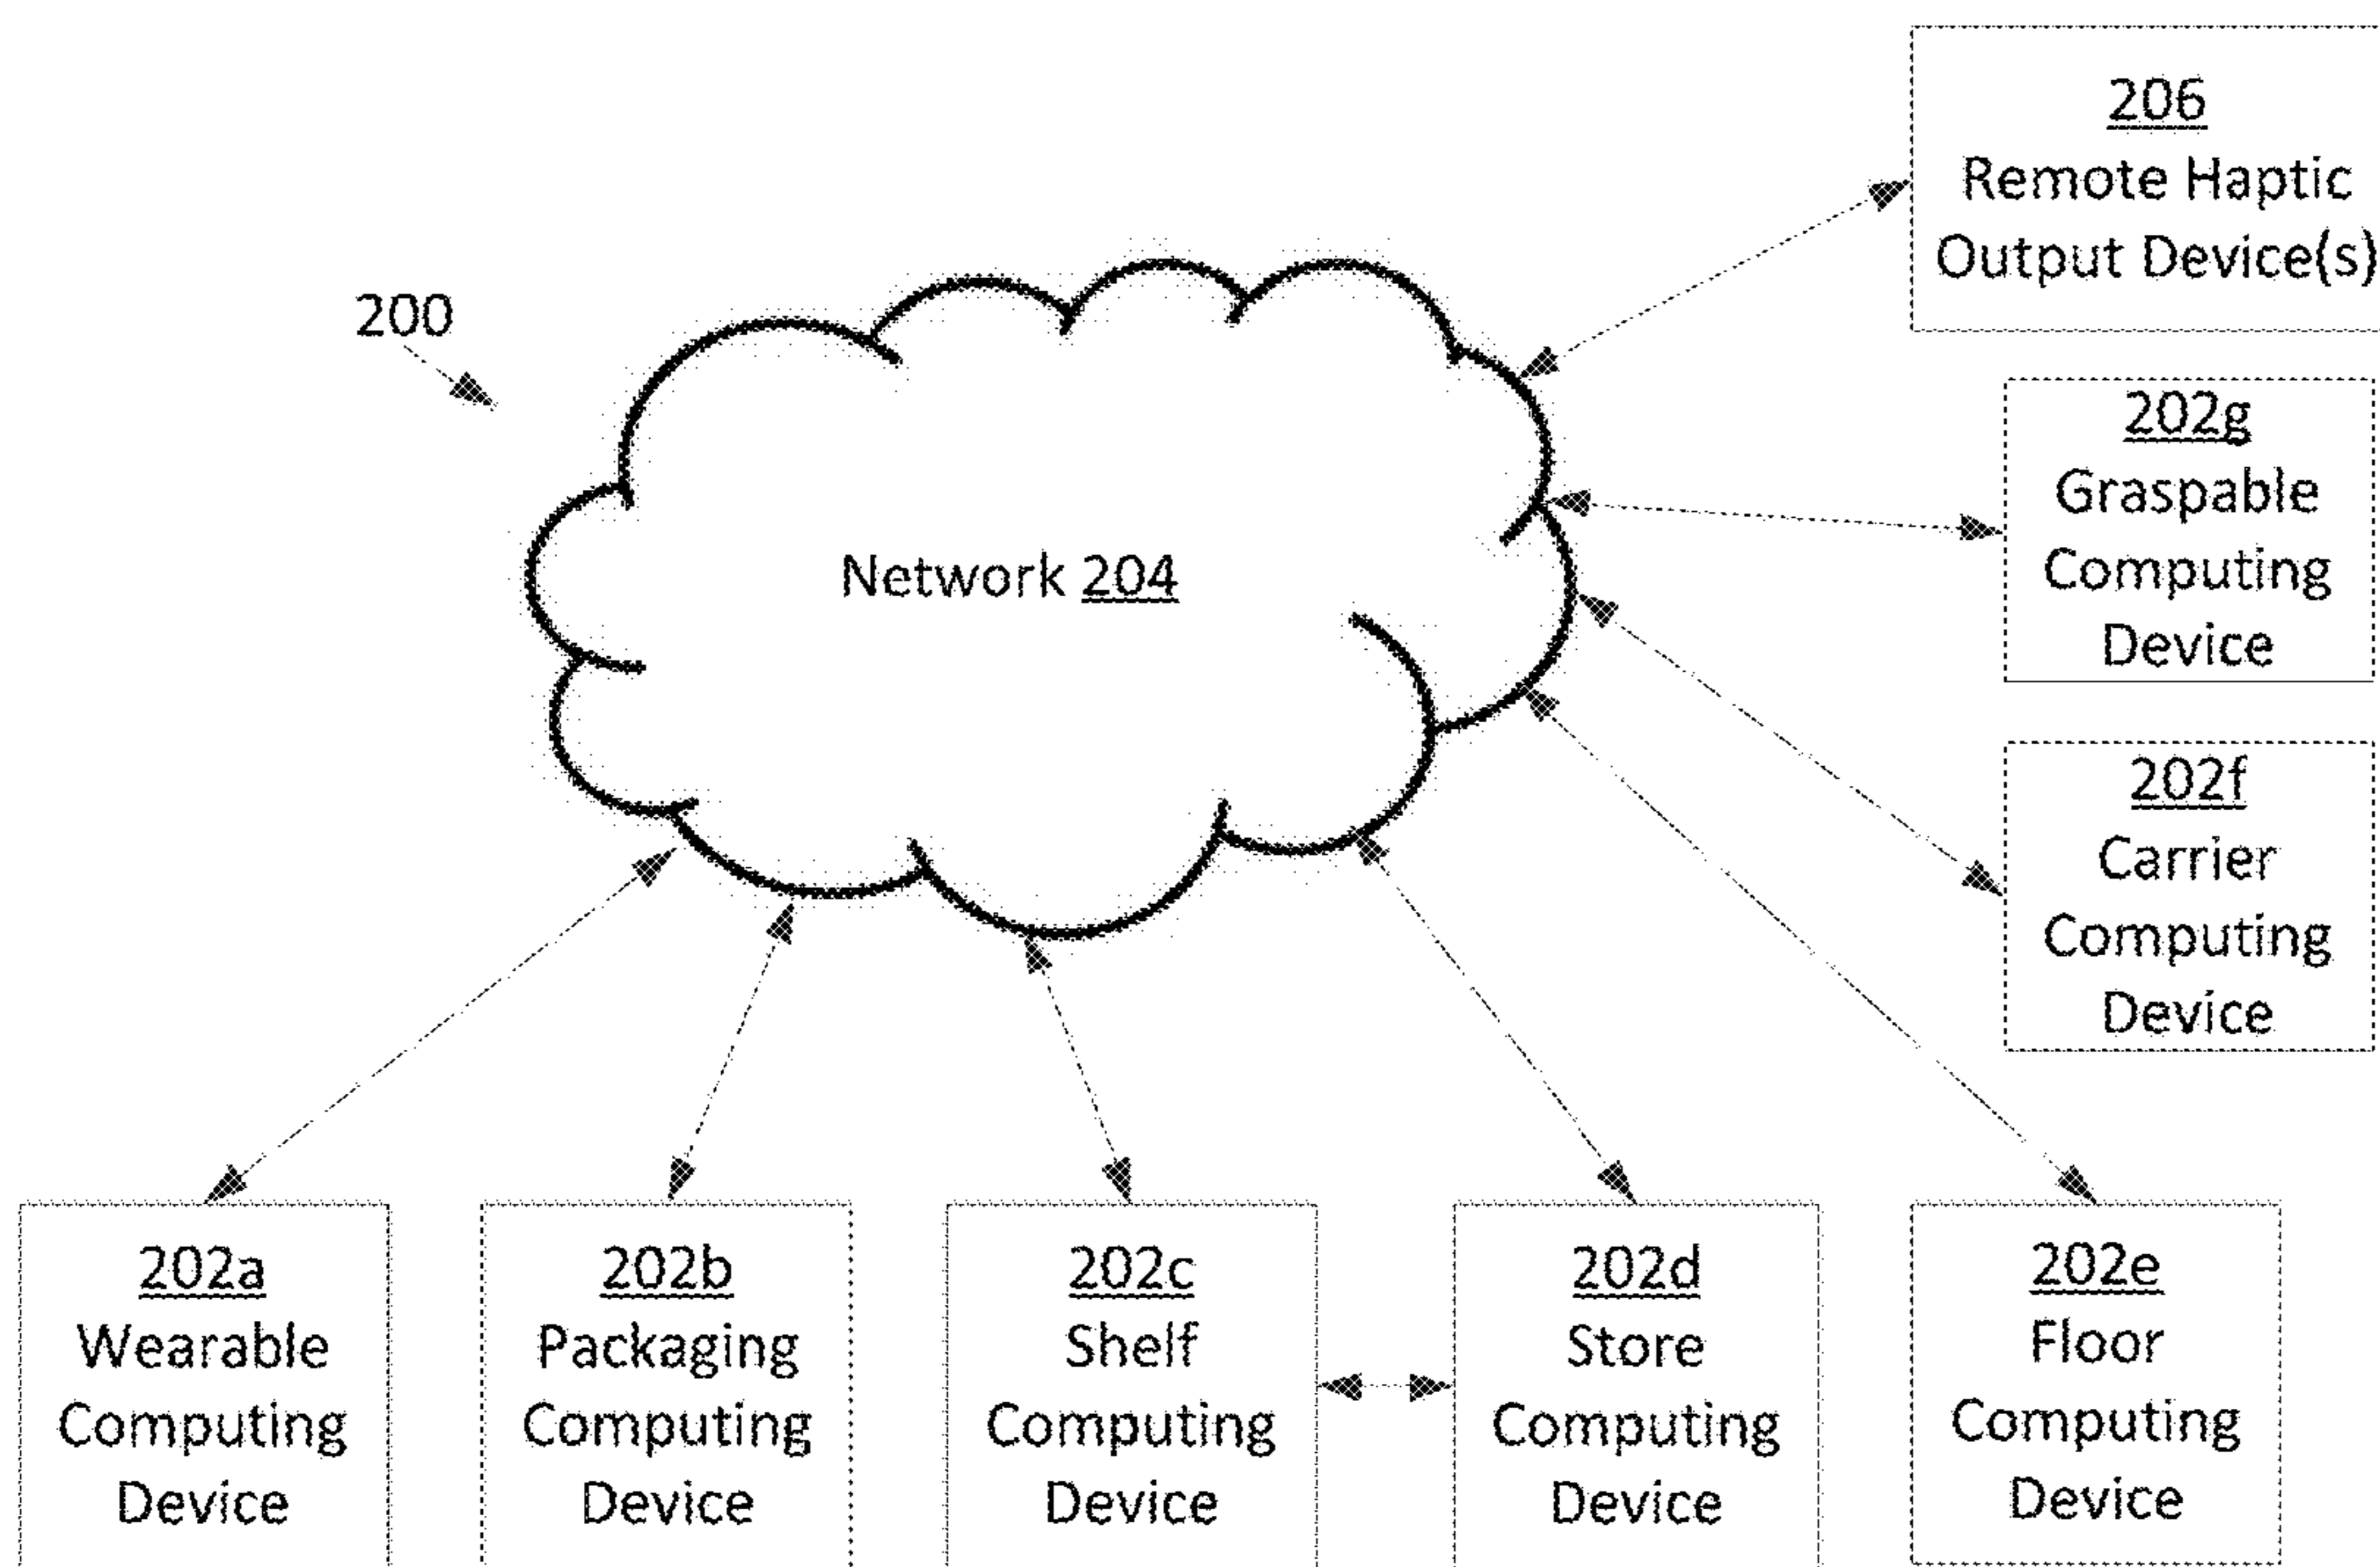 206
Remote Haptic
Output Device(s)
200
202g
Graspable
Computing
Device
Network 204
202f
Carrier
Computing
Device
202a
Wearable
Computing
Device
202b
Packaging
Computing
Device
202c
Shelf
Computing
Device
202d
Store
Computing
Device
202e
Floor
Computing
Device